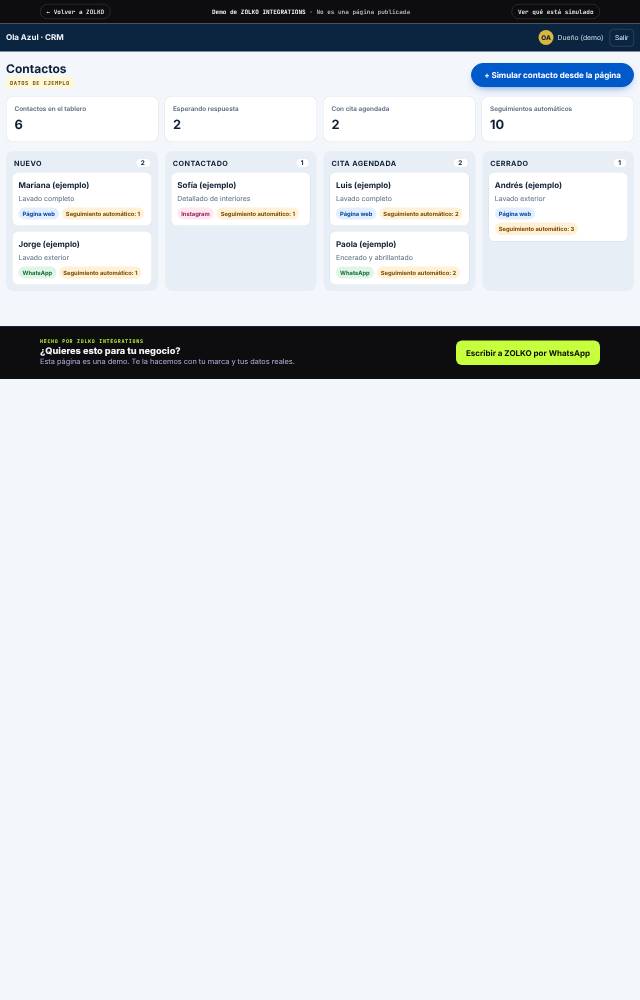 ← Volver a ZOLKO
Demo de ZOLKO INTEGRATIONS · No es una página publicada
Ver qué está simulado
Ola Azul · CRM
OA
Dueño (demo)
Salir
Contactos
DATOS DE EJEMPLO
+ Simular contacto desde la página
Contactos en el tablero
6
Esperando respuesta
2
Con cita agendada
2
Seguimientos automáticos
10
NUEVO 2
Mariana (ejemplo)
Lavado completo
Página web Seguimiento automático: 1
Jorge (ejemplo)
Lavado exterior
WhatsApp Seguimiento automático: 1
CONTACTADO 1
Sofía (ejemplo)
Detallado de interiores
Instagram Seguimiento automático: 1
CITA AGENDADA 2
Luis (ejemplo)
Lavado completo
Página web Seguimiento automático: 2
Paola (ejemplo)
Encerado y abrillantado
WhatsApp Seguimiento automático: 2
CERRADO 1
Andrés (ejemplo)
Lavado exterior
Página web
Seguimiento automático: 3
HECHO POR ZOLKO INTEGRATIONS
¿Quieres esto para tu negocio?
Esta página es una demo. Te la hacemos con tu marca y tus datos reales.
Escribir a ZOLKO por WhatsApp